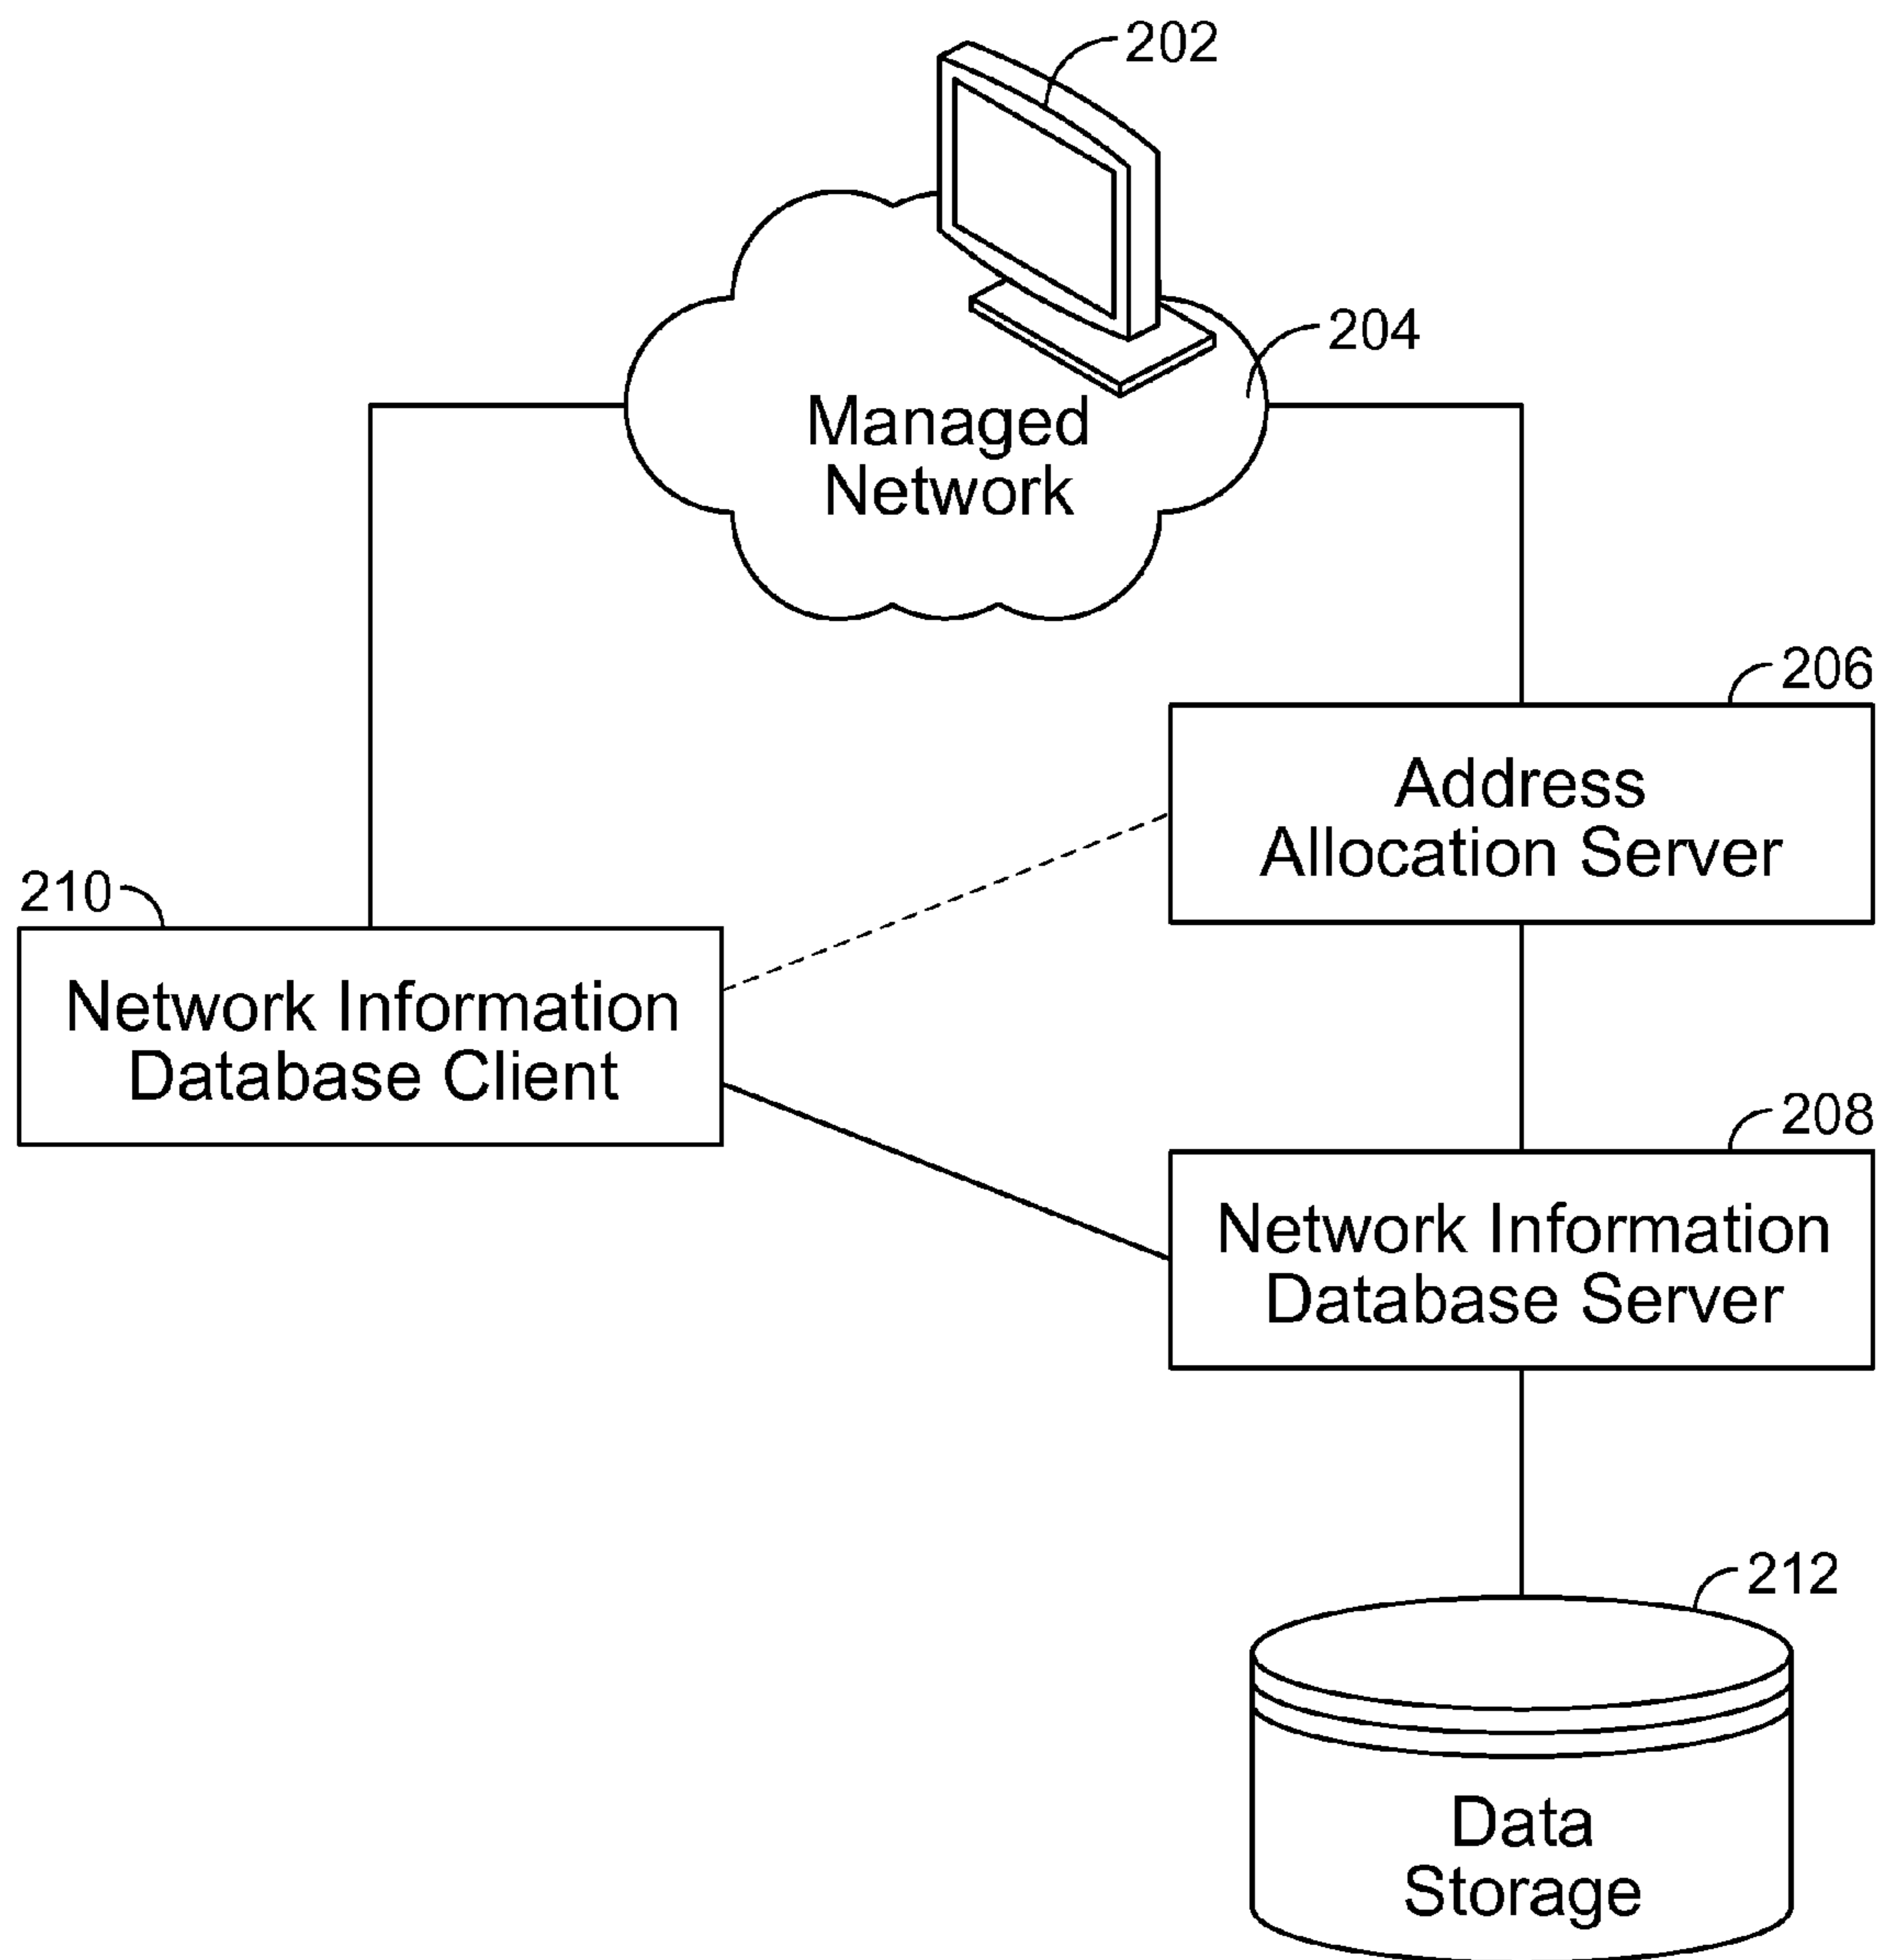 202
204
Managed
Network
206
Address
Allocation Server
210
Network Information
Database Client
208
Network Information
Database Server
212
Data
Storage